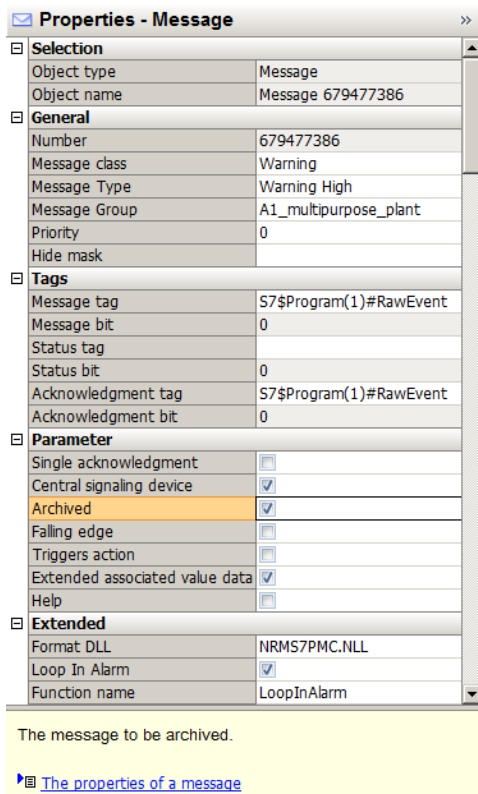 Properties - Message »
Selection
Object type Message
Object name Message 679477386
General
Number 679477386
Message class Warning
Message Type Warning High
Message Group A1_multipurpose_plant
Priority 0
Hide mask
Tags
Message tag S7$Program(1)#RawEvent
Message bit 0
Status tag
Status bit 0
Acknowledgment tag S7$Program(1)#RawEvent
Acknowledgment bit 0
Parameter
Single acknowledgment
Central signaling device
Archived
Falling edge
Triggers action
Extended associated value data
Help
Extended
Format DLL NRMS7PMC.NLL
Loop In Alarm
Function name LoopInAlarm
The message to be archived.
The properties of a message